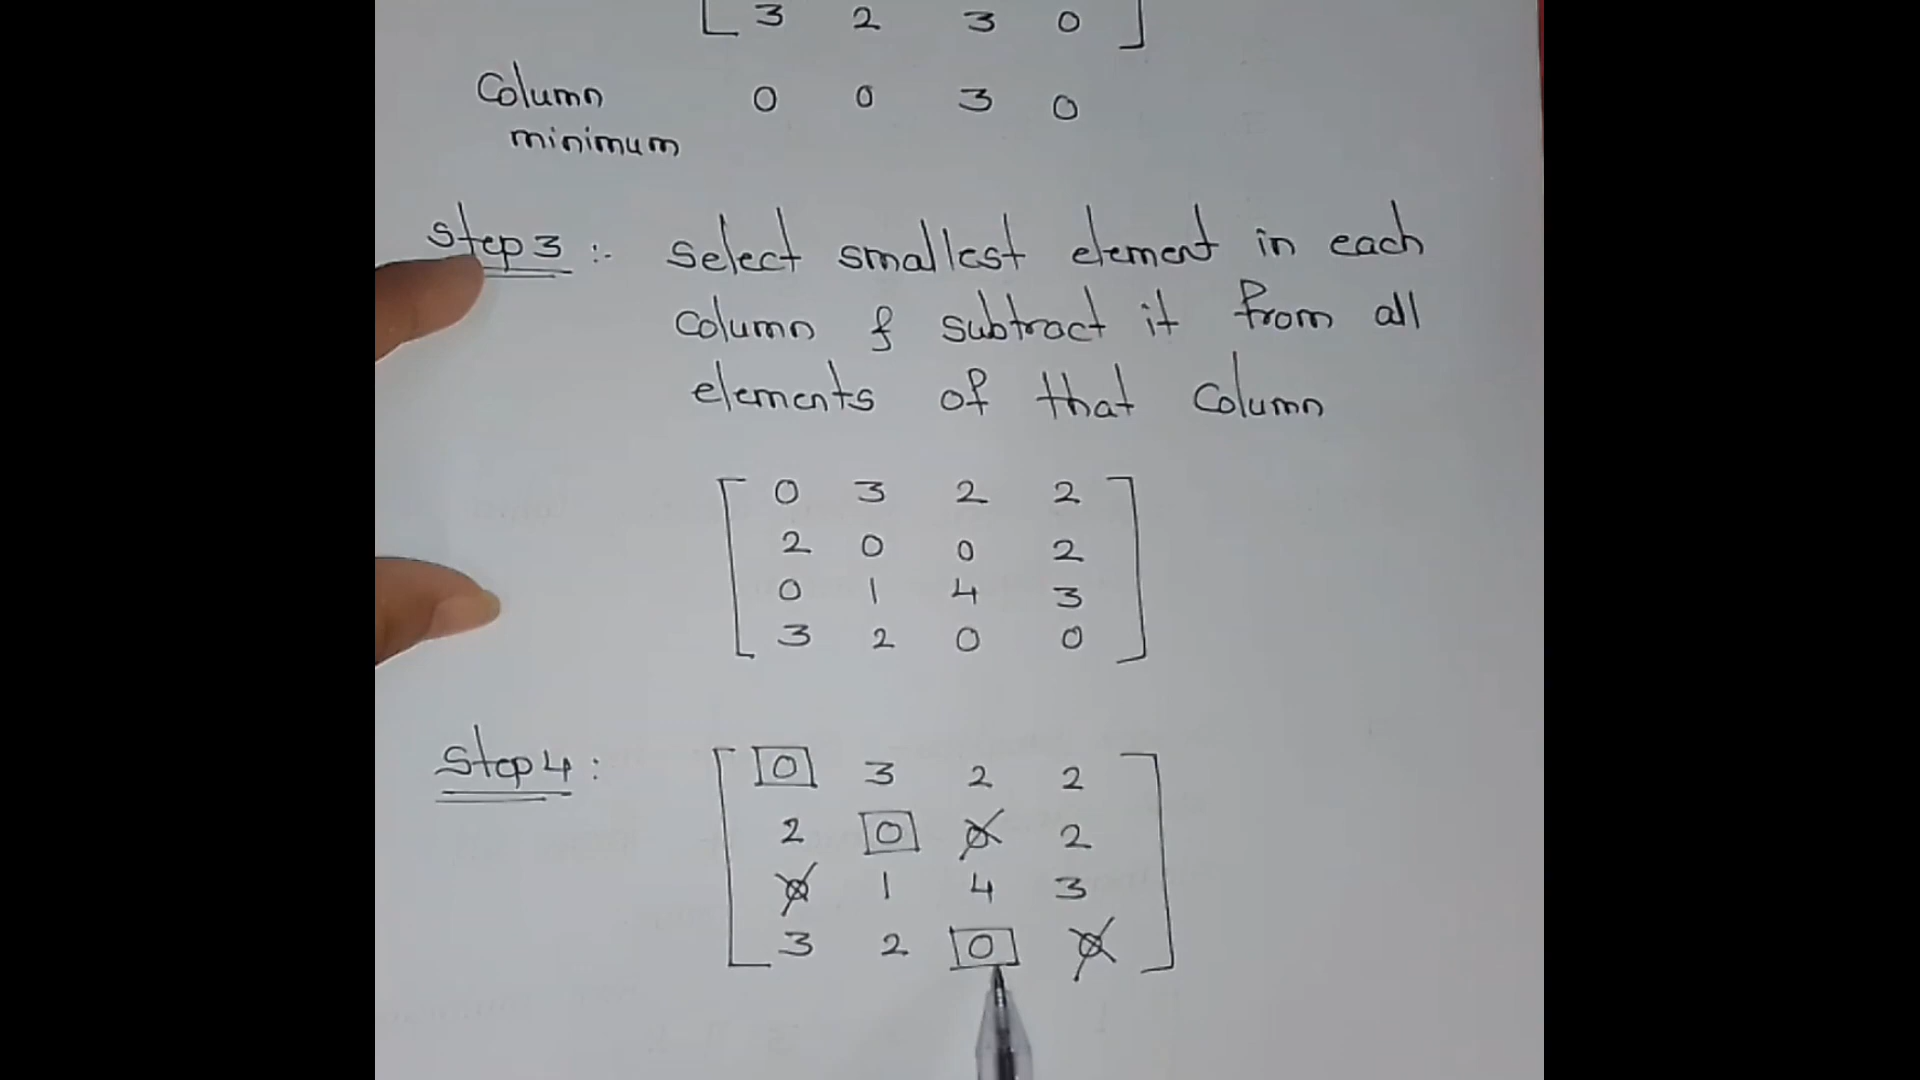 3 2 3 0
Column 0 0 3 0
minimum
Step 3 :- Select smallest element in each
column & subtract it from all
elements of that column
0 3 2 2
2 0 0 2
0 1 4 3
3 2 0 0
Step 4 : 0 3 2 2
2 0 0 2
0 1 4 3
3 2 0 0